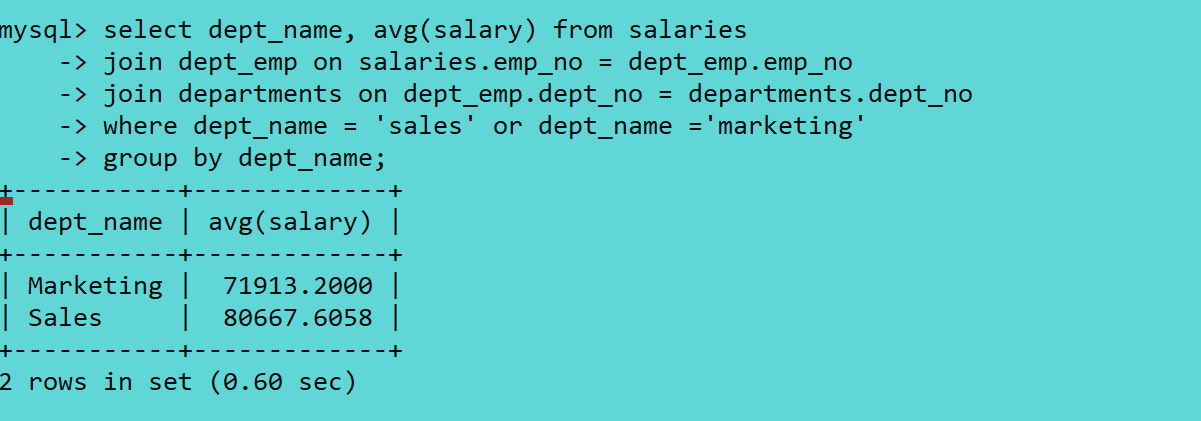 mysql> select dept_name, avg(salary) from salaries
    -> join dept_emp on salaries.emp_no = dept_emp.emp_no
    -> join departments on dept_emp.dept_no = departments.dept_no
    -> where dept_name = 'sales' or dept_name ='marketing'
    -> group by dept_name;
+-----------+-------------+
| dept_name | avg(salary) |
+-----------+-------------+
| Marketing |  71913.2000 |
| Sales     |  80667.6058 |
+-----------+-------------+
2 rows in set (0.60 sec)